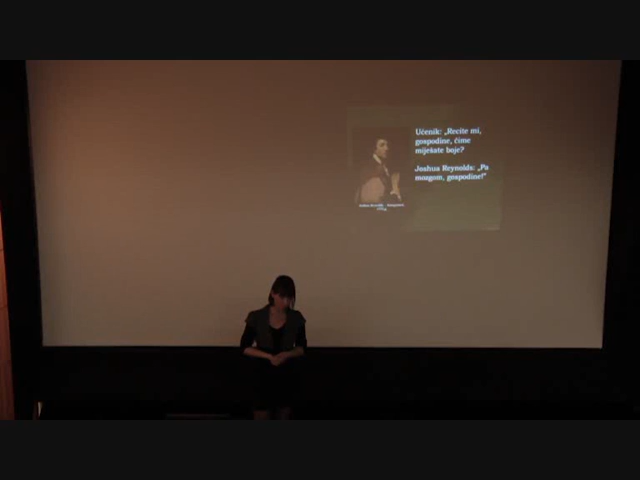 Učenik: „Recite mi,
gospodine, čime
miješate boje?
Joshua Reynolds: „Pa
mozgom, gospodine!”